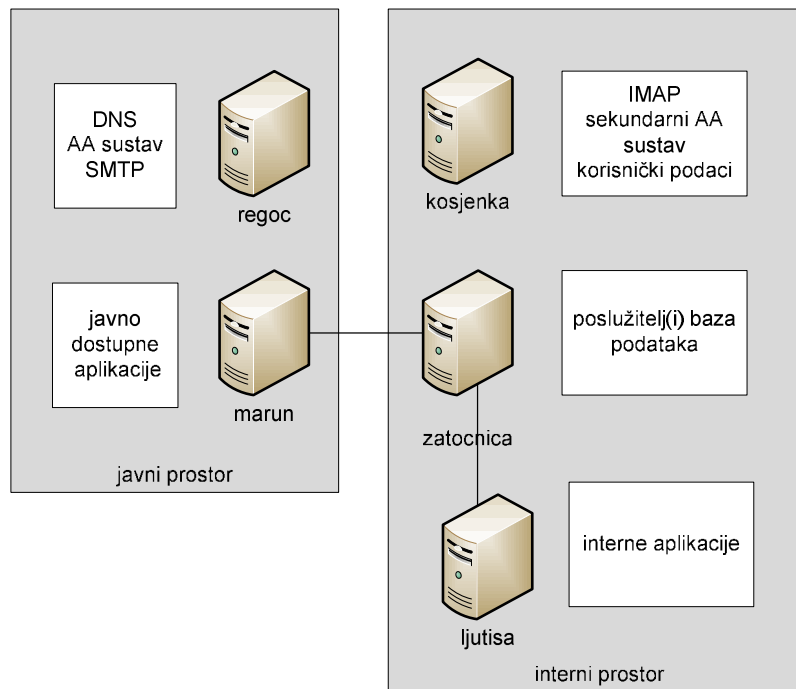 DNS
AA sustav
SMTP
regoc
javno
dostupne
aplikacije
marun
javni prostor
kosjenka
IMAP
sekundarni AA
sustav
korisnički podaci
zatocnica
poslužitelj(i) baza
podataka
ljutisa
interne aplikacije
interni prostor